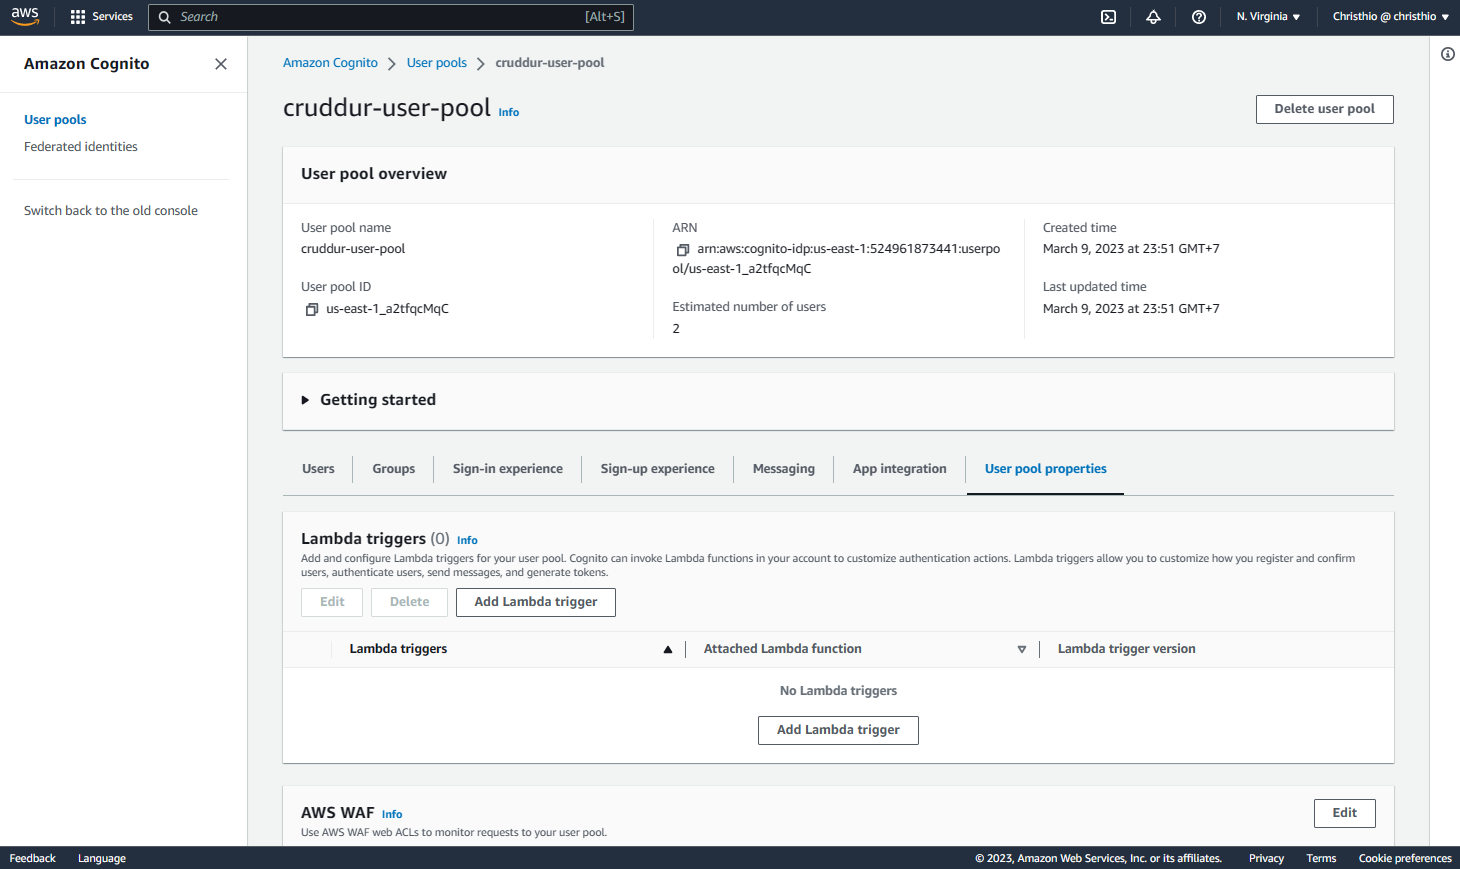 aws
Services
Search
[Alt+S]
N. Virginia
Christhio @ christhio
Amazon Cognito
User pools
Federated identities
Switch back to the old console
Amazon Cognito
User pools
cruddur-user-pool
cruddur-user-pool Info
Delete user pool
User pool overview
User pool name
cruddur-user-pool
User pool ID
us-east-1_a2tfqcMqC
ARN
arn:aws:cognito-idp:us-east-1:524961873441:userpo
ol/us-east-1_a2tfqcMqC
Estimated number of users
2
Created time
March 9, 2023 at 23:51 GMT+7
Last updated time
March 9, 2023 at 23:51 GMT+7
Getting started
Users
Groups
Sign-in experience
Sign-up experience
Messaging
App integration
User pool properties
Lambda triggers (0) Info
Add and configure Lambda triggers for your user pool. Cognito can invoke Lambda functions in your account to customize authentication actions. Lambda triggers allow you to customize how you register and confirm
users, authenticate users, send messages, and generate tokens.
Edit
Delete
Add Lambda trigger
Lambda triggers
Attached Lambda function
Lambda trigger version
No Lambda triggers
Add Lambda trigger
AWS WAF Info
Edit
Use AWS WAF web ACLs to monitor requests to your user pool.
Feedback
Language
© 2023, Amazon Web Services, Inc. or its affiliates.
Privacy
Terms
Cookie preferences